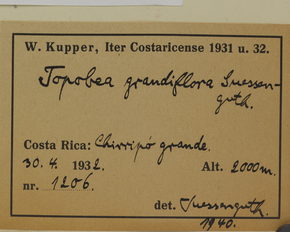 W. Kupper, Iter Costaricense 1931 u. 32.
Topobea grandiflora Suessen-
guth.
Costa Rica: Chirripó grande.
30. 4. 1932. Alt. 2000 m.
nr. 1206.
det. Suessenguth.
1940.